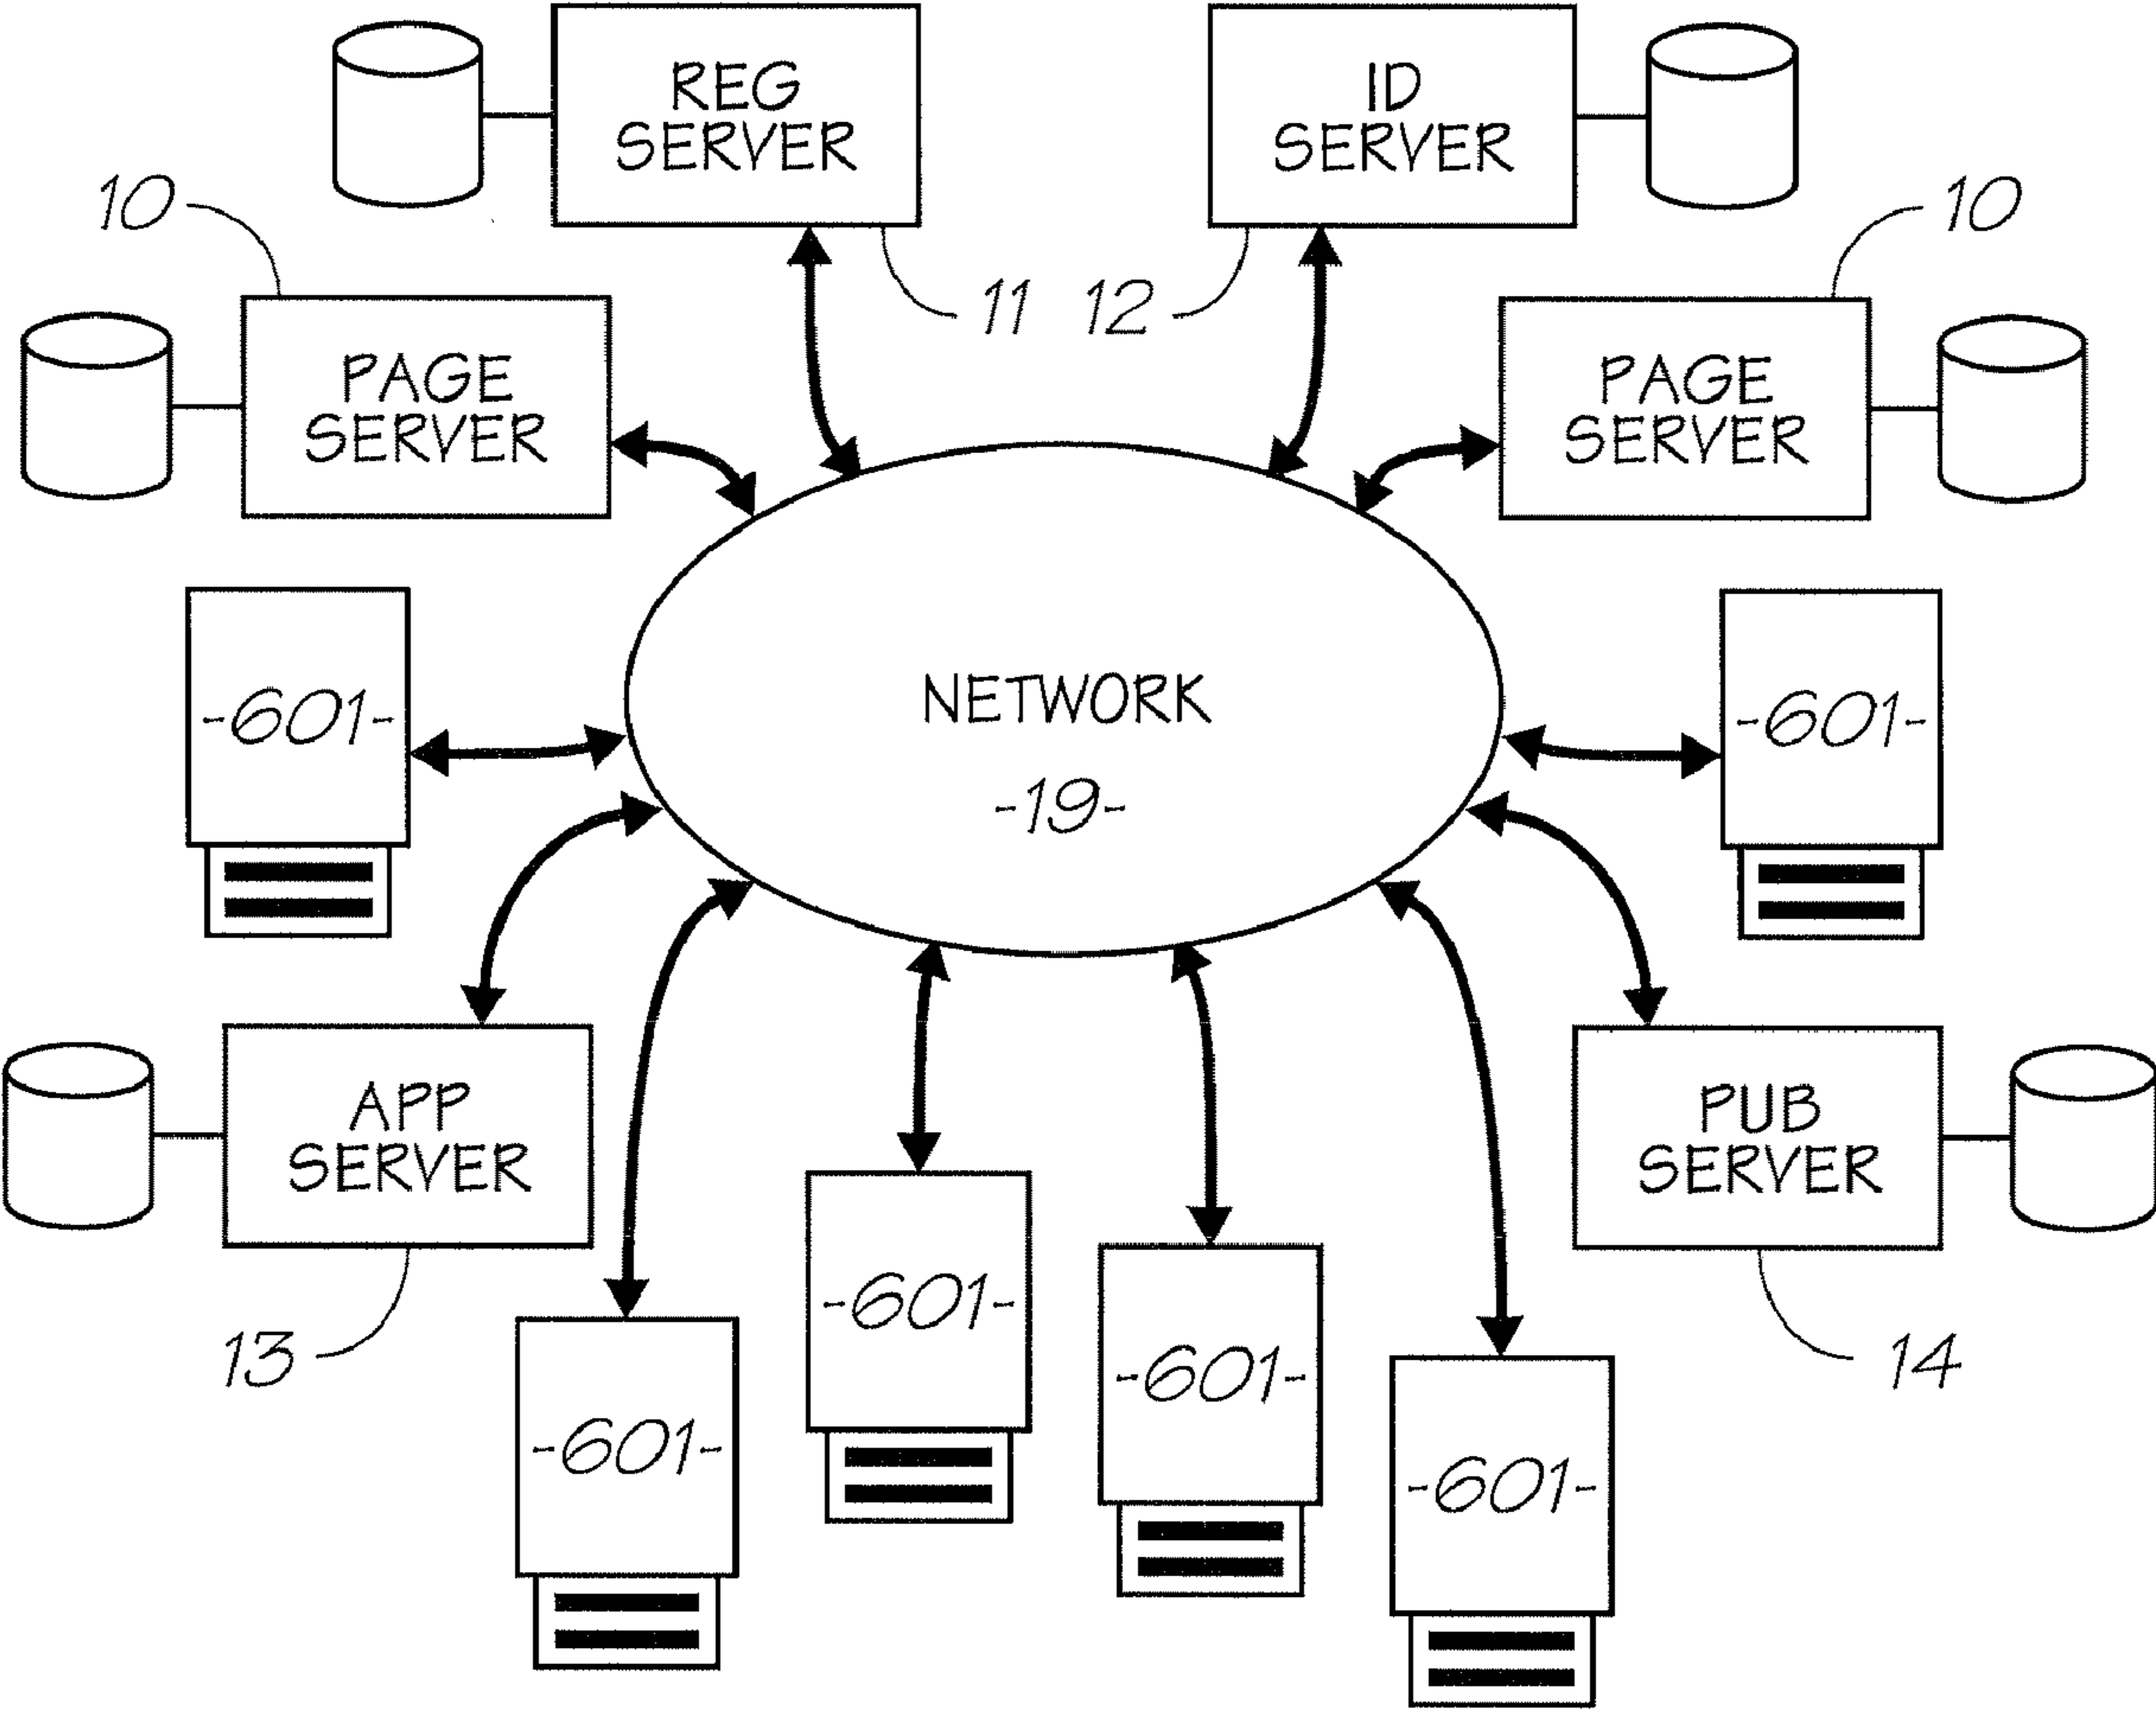 REG
SERVER
ID
SERVER
10
10
11
12
PAGE
SERVER
PAGE
SERVER
-601-
NETWORK
-19-
-601-
APP
SERVER
PUB
SERVER
-601-
-601-
13
14
-601-
-601-